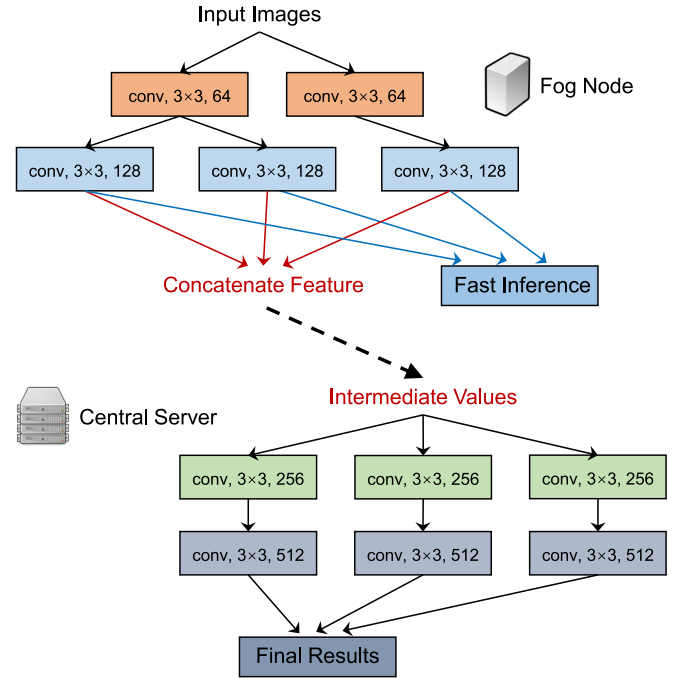 Input Images
conv, 3×3, 64
conv, 3×3, 64
Fog Node
conv, 3×3, 128
conv, 3×3, 128
conv, 3×3, 128
Concatenate Feature
Fast Inference
Intermediate Values
Central Server
conv, 3×3, 256
conv, 3×3, 256
conv, 3×3, 256
conv, 3×3, 512
conv, 3×3, 512
conv, 3×3, 512
Final Results